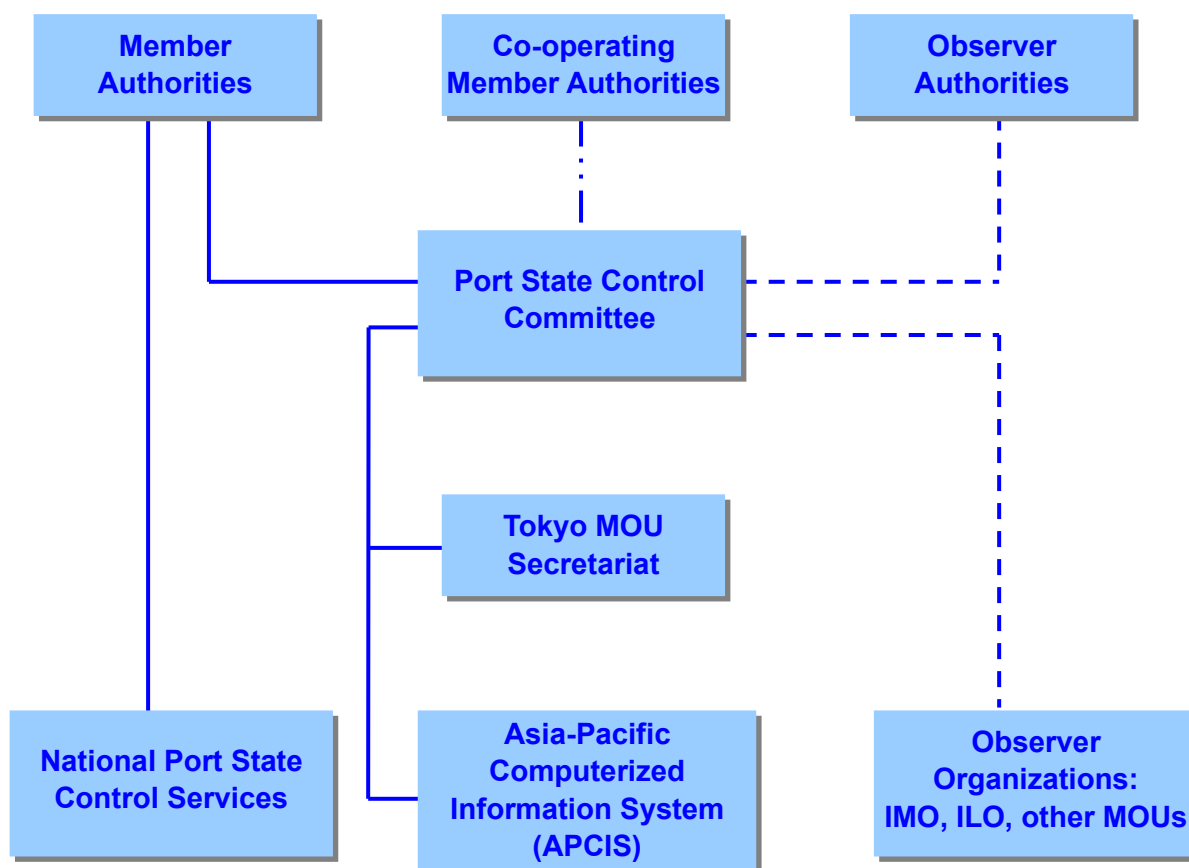 Member
Authorities
Co-operating
Member Authorities
Observer
Authorities
Port State Control
Committee
Tokyo MOU
Secretariat
National Port State
Control Services
Asia-Pacific
Computerized
Information System
(APCIS)
Observer
Organizations:
IMO, ILO, other MOUs